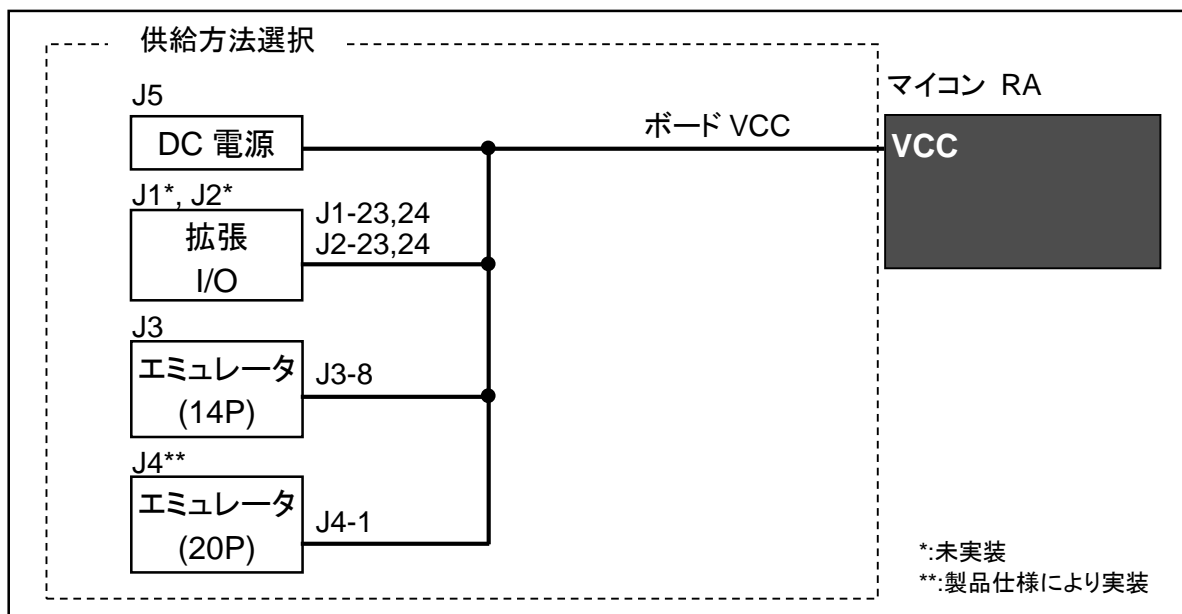 供給方法選択
J5
DC 電源
J1*, J2*
拡張
I/O
J1-23,24
J2-23,24
J3
エミュレータ
(14P)
J3-8
J4**
エミュレータ
(20P)
J4-1
ボード VCC
マイコン RA
VCC
*:未実装
**:製品仕様により実装